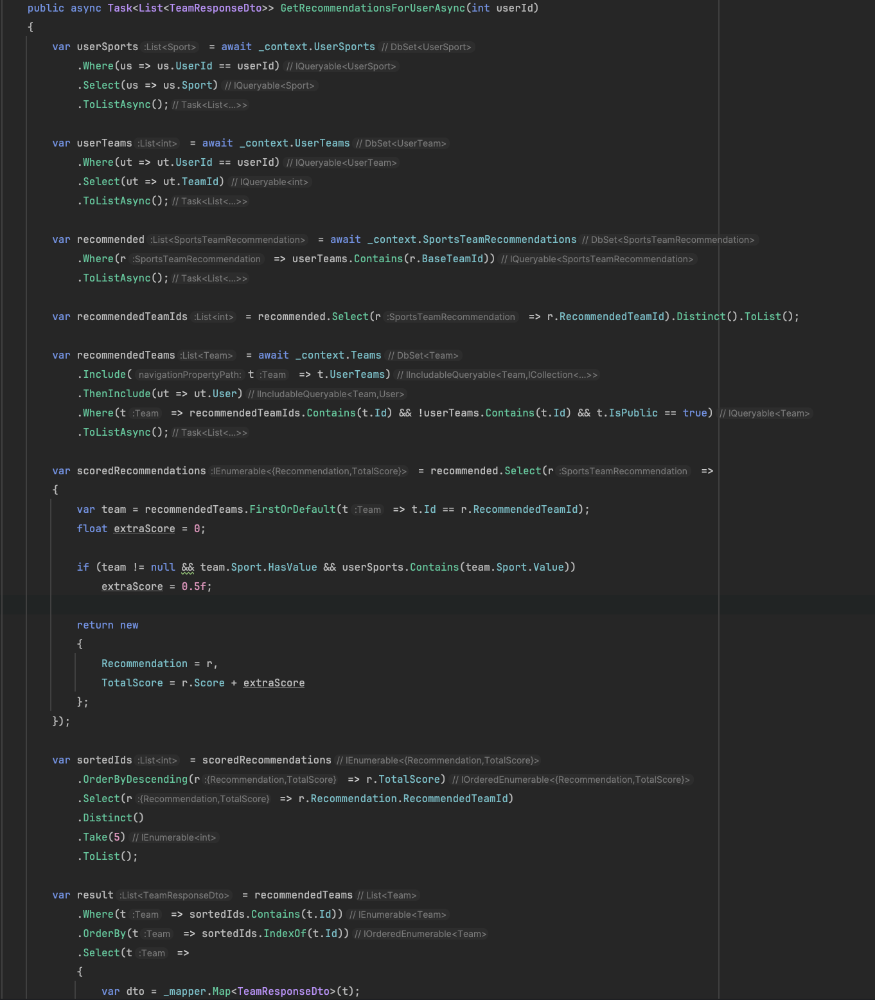 public async Task<List<TeamResponseDto>> GetRecommendationsForUserAsync(int userId)
{
var userSports :List<Sport> = await _context.UserSports // DbSet<UserSport>
.Where(us => us.UserId == userId) // IQueryable<UserSport>
.Select(us => us.Sport) // IQueryable<Sport>
.ToListAsync(); // Task<List<...>>
var userTeams :List<int> = await _context.UserTeams // DbSet<UserTeam>
.Where(ut => ut.UserId == userId) // IQueryable<UserTeam>
.Select(ut => ut.TeamId) // IQueryable<int>
.ToListAsync(); // Task<List<...>>
var recommended :List<SportsTeamRecommendation> = await _context.SportsTeamRecommendations // DbSet<SportsTeamRecommendation>
.Where(r :SportsTeamRecommendation => userTeams.Contains(r.BaseTeamId)) // IQueryable<SportsTeamRecommendation>
.ToListAsync(); // Task<List<...>>
var recommendedTeamIds :List<int> = recommended.Select(r :SportsTeamRecommendation => r.RecommendedTeamId).Distinct().ToList();
var recommendedTeams :List<Team> = await _context.Teams // DbSet<Team>
.Include( navigationPropertyPath: t :Team => t.UserTeams) // IIncludableQueryable<Team,ICollection<...>>
.ThenInclude(ut => ut.User) // IIncludableQueryable<Team,User>
.Where(t :Team => recommendedTeamIds.Contains(t.Id) && !userTeams.Contains(t.Id) && t.IsPublic == true) // IQueryable<Team>
.ToListAsync(); // Task<List<...>>
var scoredRecommendations :IEnumerable<{Recommendation,TotalScore}> = recommended.Select(r :SportsTeamRecommendation =>
{
var team = recommendedTeams.FirstOrDefault(t :Team => t.Id == r.RecommendedTeamId);
float extraScore = 0;
if (team != null && team.Sport.HasValue && userSports.Contains(team.Sport.Value))
extraScore = 0.5f;
return new
{
Recommendation = r,
TotalScore = r.Score + extraScore
};
});
var sortedIds :List<int> = scoredRecommendations // IEnumerable<{Recommendation,TotalScore}>
.OrderByDescending(r :{Recommendation,TotalScore} => r.TotalScore) // IOrderedEnumerable<{Recommendation,TotalScore}>
.Select(r :{Recommendation,TotalScore} => r.Recommendation.RecommendedTeamId)
.Distinct()
.Take(5) // IEnumerable<int>
.ToList();
var result :List<TeamResponseDto> = recommendedTeams // List<Team>
.Where(t :Team => sortedIds.Contains(t.Id)) // IEnumerable<Team>
.OrderBy(t :Team => sortedIds.IndexOf(t.Id)) // IOrderedEnumerable<Team>
.Select(t :Team =>
{
var dto = _mapper.Map<TeamResponseDto>(t);